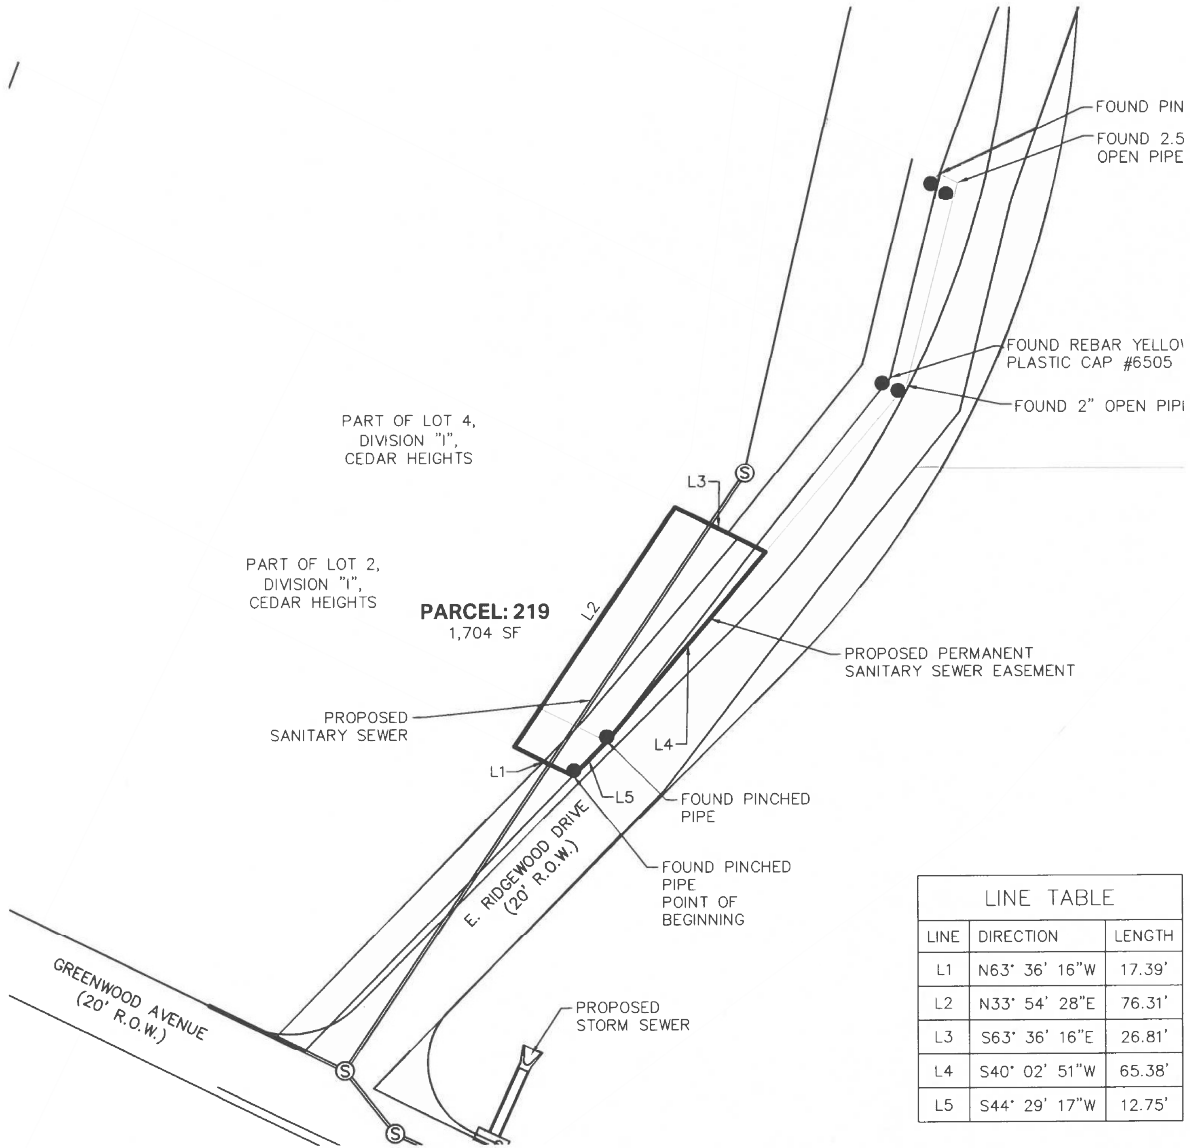 FOUND PIN
FOUND 2.5
OPEN PIPE
FOUND REBAR YELLO
PLASTIC CAP #6505
FOUND 2" OPEN PIP
PART OF LOT 4,
DIVISION "I",
CEDAR HEIGHTS
S
L3
PART OF LOT 2,
DIVISION "I",
CEDAR HEIGHTS
PARCEL: 219
1,704 SF
L2
PROPOSED PERMANENT
SANITARY SEWER EASEMENT
PROPOSED
SANITARY SEWER
L4
L1
L5
FOUND PINCHED
PIPE
E. RIDGEWOOD DRIVE
(20' R.O.W.)
FOUND PINCHED
PIPE
POINT OF
BEGINNING
GREENWOOD AVENUE
(20' R.O.W.)
PROPOSED
STORM SEWER
S
S
LINE TABLE
LINE DIRECTION LENGTH
L1 N63° 36' 16"W 17.39'
L2 N33° 54' 28"E 76.31'
L3 S63° 36' 16"E 26.81'
L4 S40° 02' 51"W 65.38'
L5 S44° 29' 17"W 12.75'